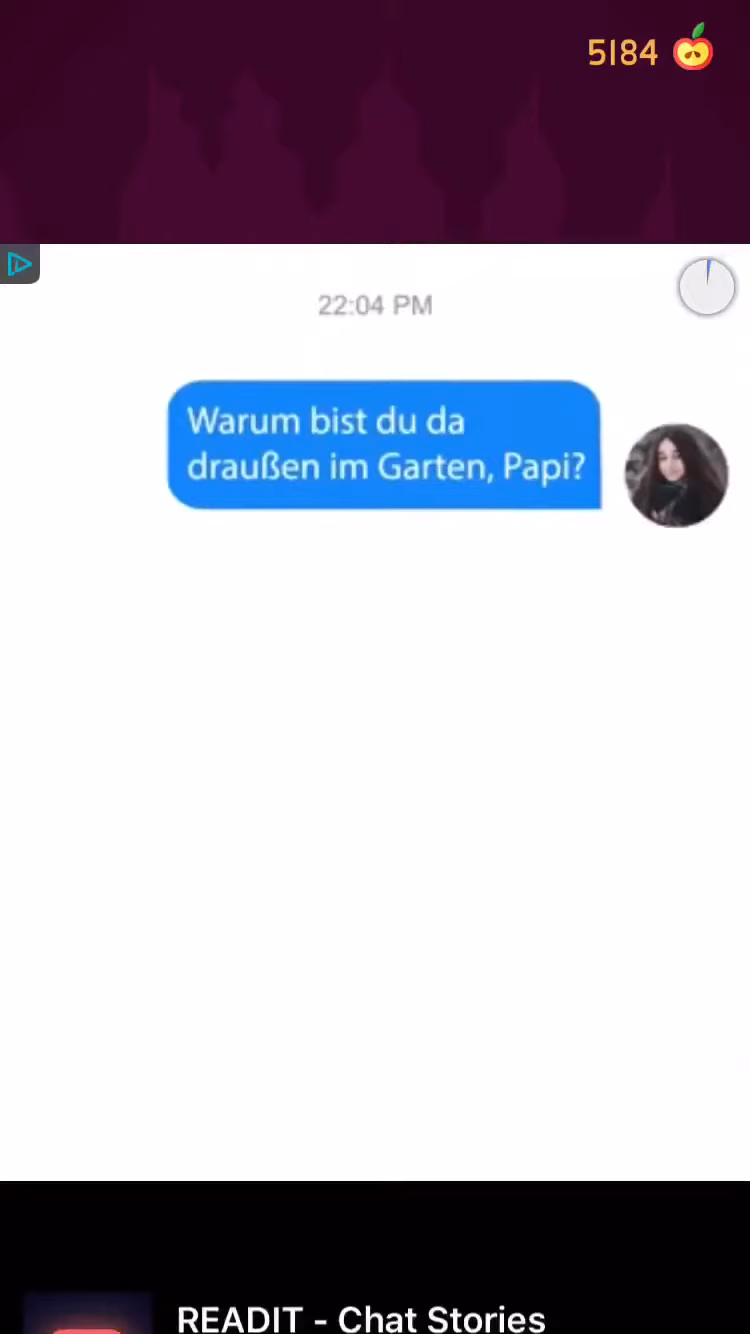 5184
22:04 PM
Warum bist du da
draußen im Garten, Papi?
READIT - Chat Stories